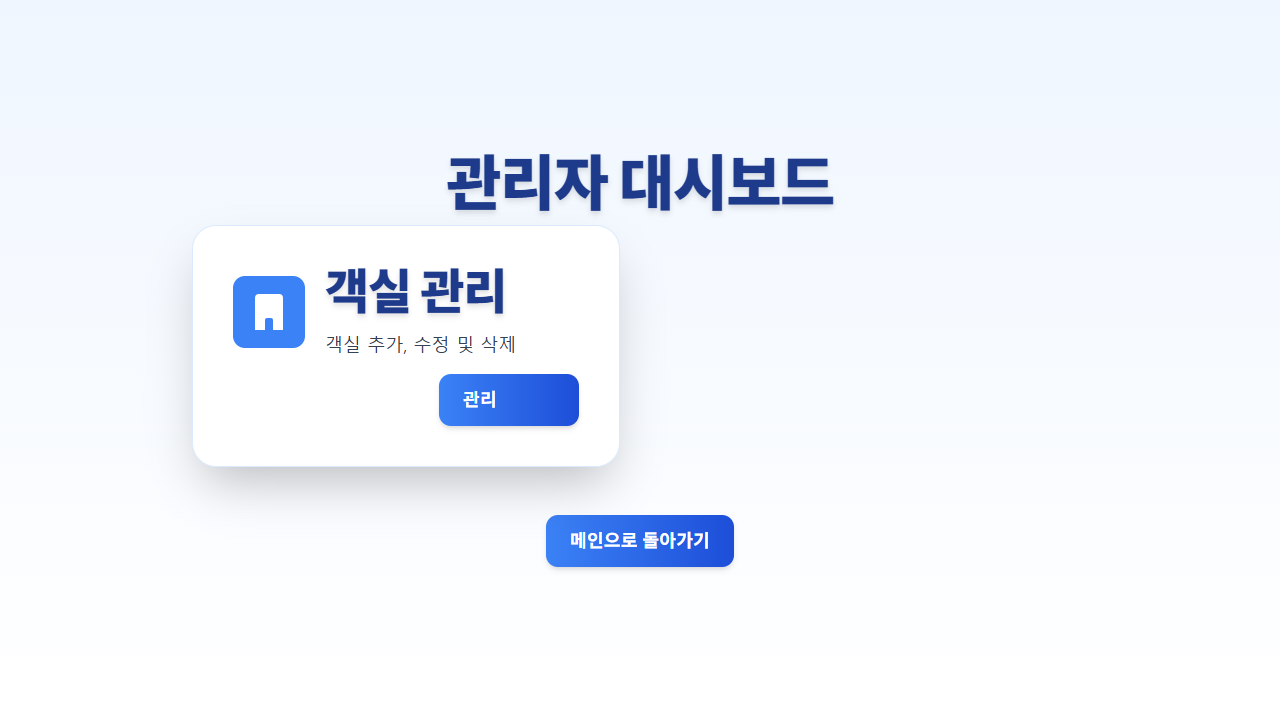 관리자 대시보드
객실 관리
객실 추가, 수정 및 삭제
관리
메인으로 돌아가기